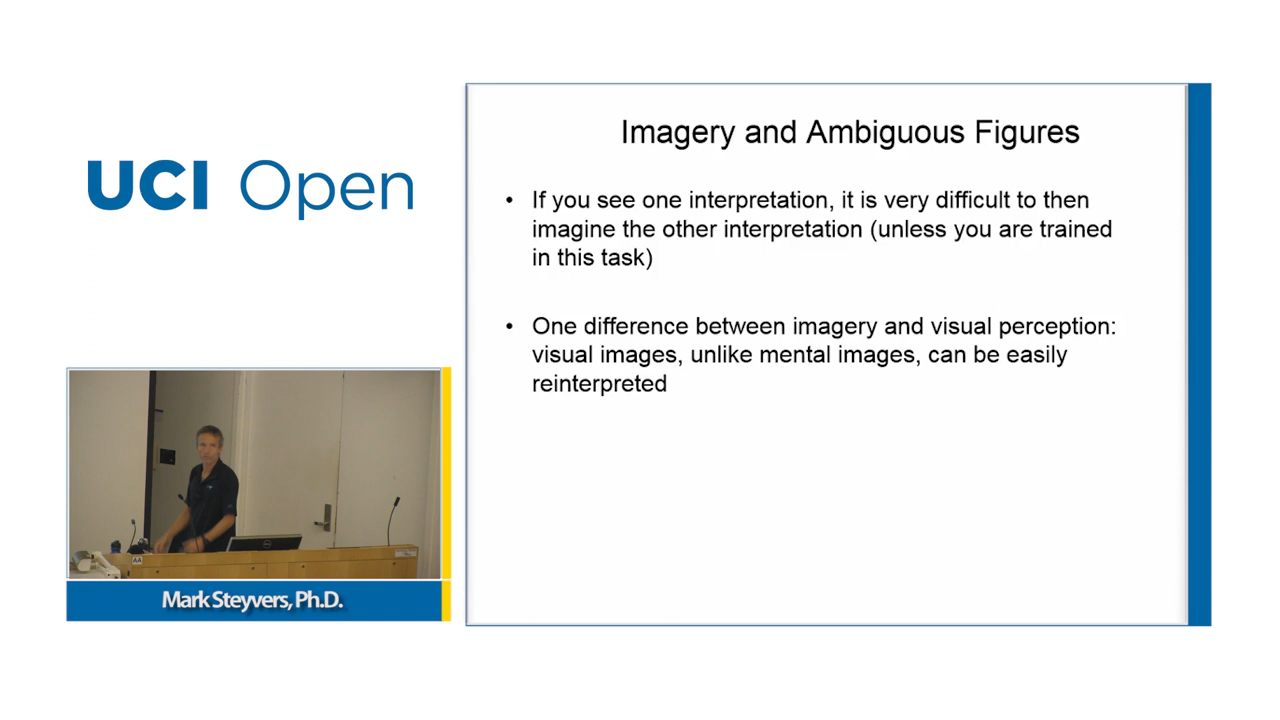 UCI Open
Imagery and Ambiguous Figures
• If you see one interpretation, it is very difficult to then
imagine the other interpretation (unless you are trained
in this task)
• One difference between imagery and visual perception:
visual images, unlike mental images, can be easily
reinterpreted
AA
Mark Steyvers, Ph.D.